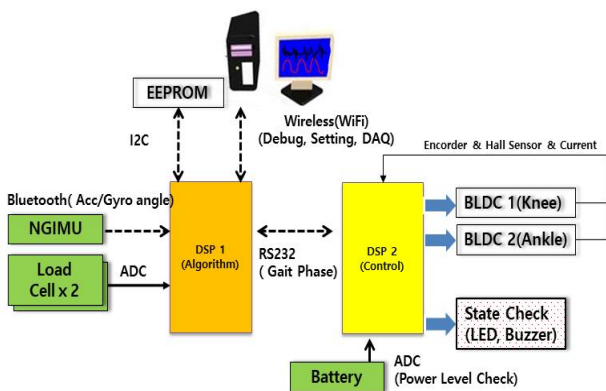 EEPROM
I2C
Wireless(WiFi)
(Debug, Setting, DAQ)
Encorder & Hall Sensor & Current
Bluetooth( Acc/Gyro angle)
NGIMU
Load
Cell x 2
ADC
DSP 1
(Algorithm)
RS232
( Gait Phase)
DSP 2
(Control)
BLDC 1(Knee)
BLDC 2(Ankle)
State Check
(LED, Buzzer)
Battery
ADC
(Power Level Check)